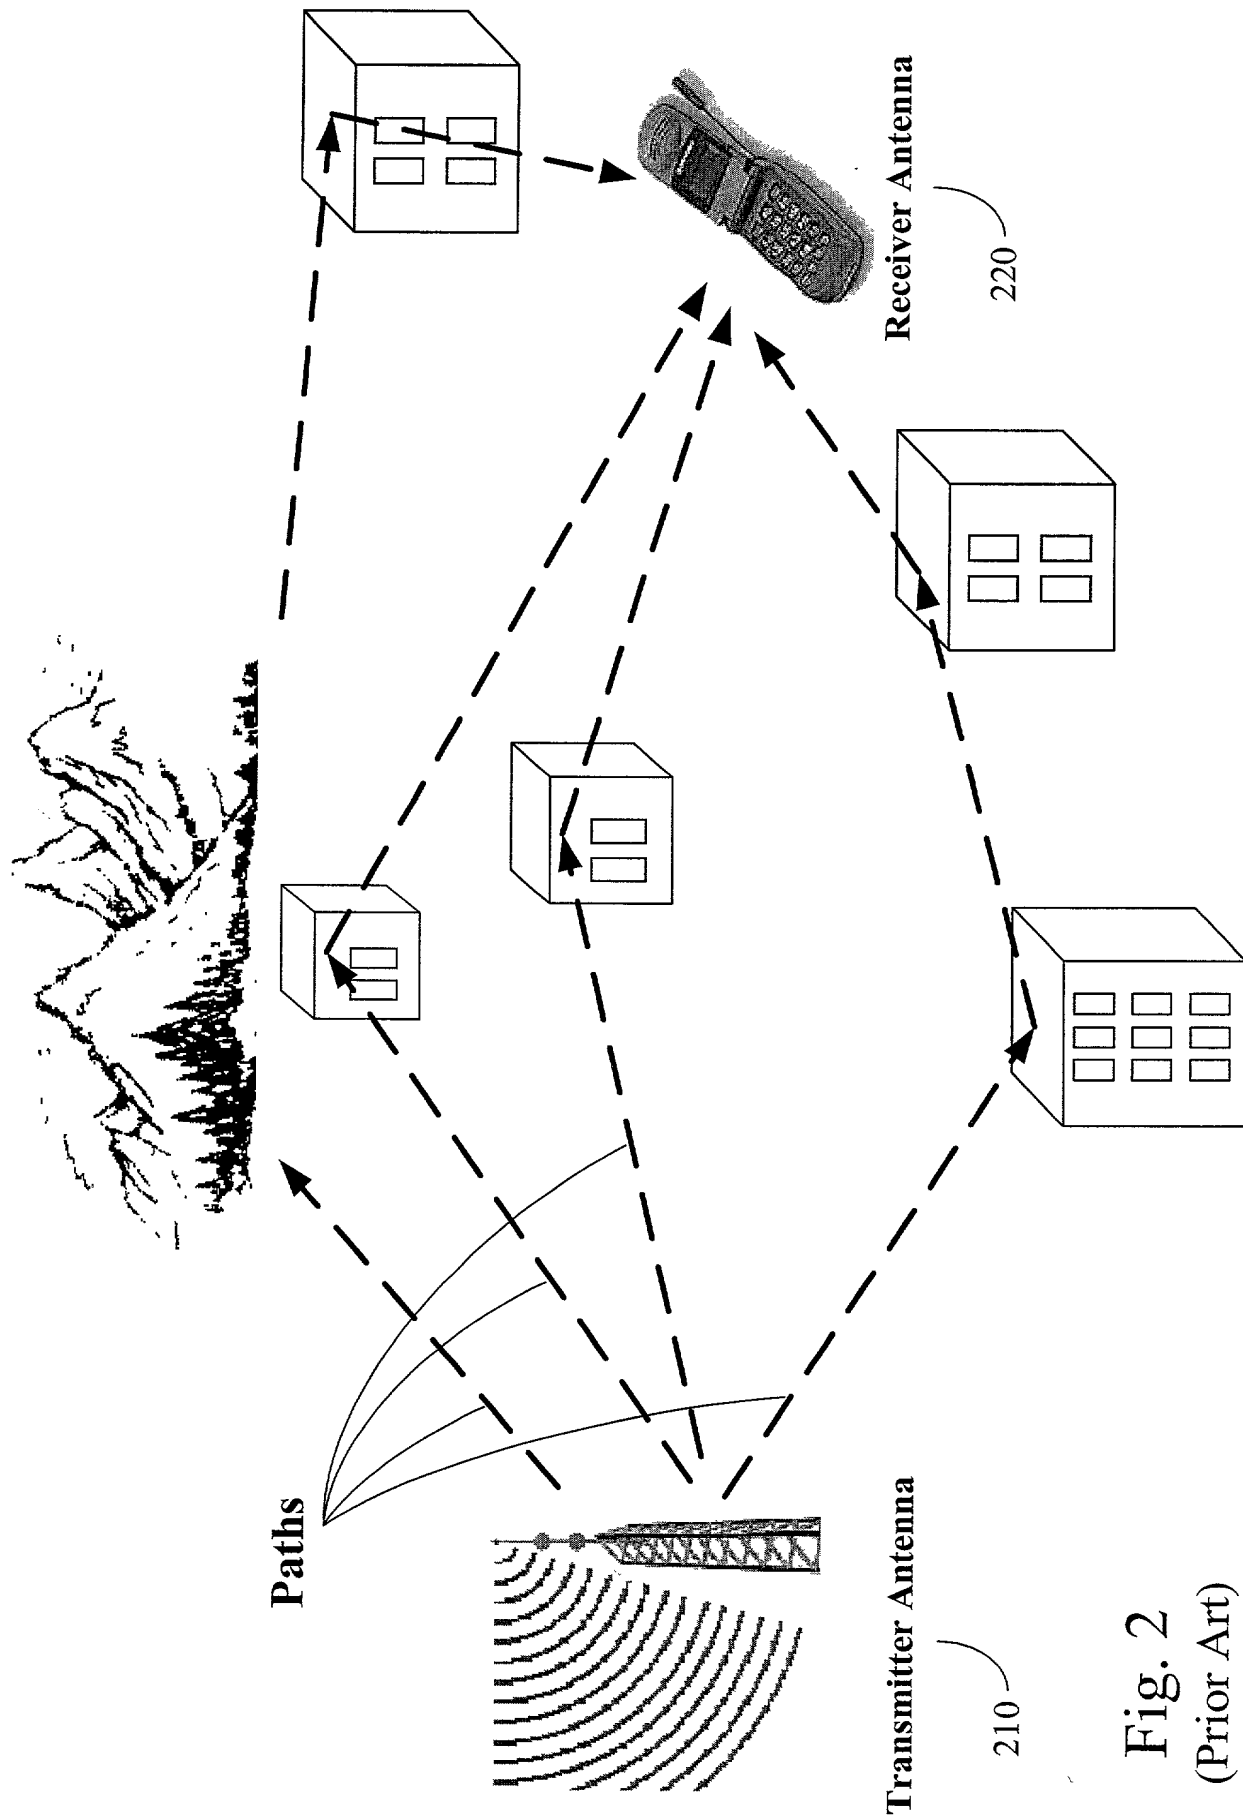 Paths
Transmitter Antenna
210
Receiver Antenna
220
Fig. 2
(Prior Art)